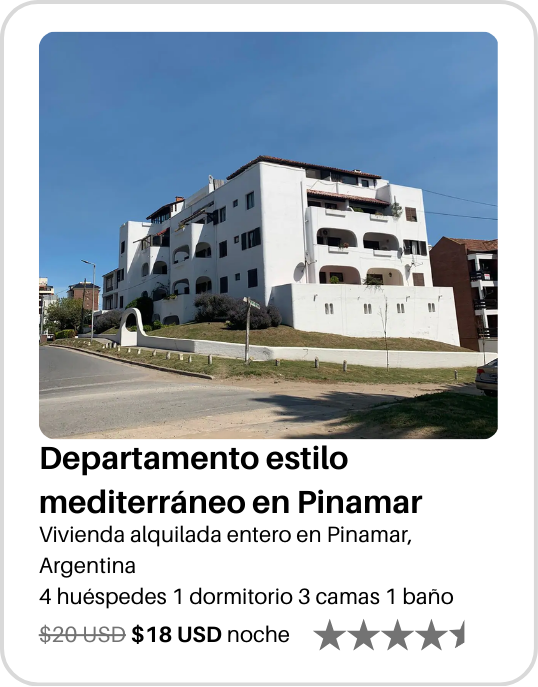 Departamento estilo
mediterráneo en Pinamar
Vivienda alquilada entero en Pinamar,
Argentina
4 huéspedes 1 dormitorio 3 camas 1 baño
$20 USD $18 USD noche